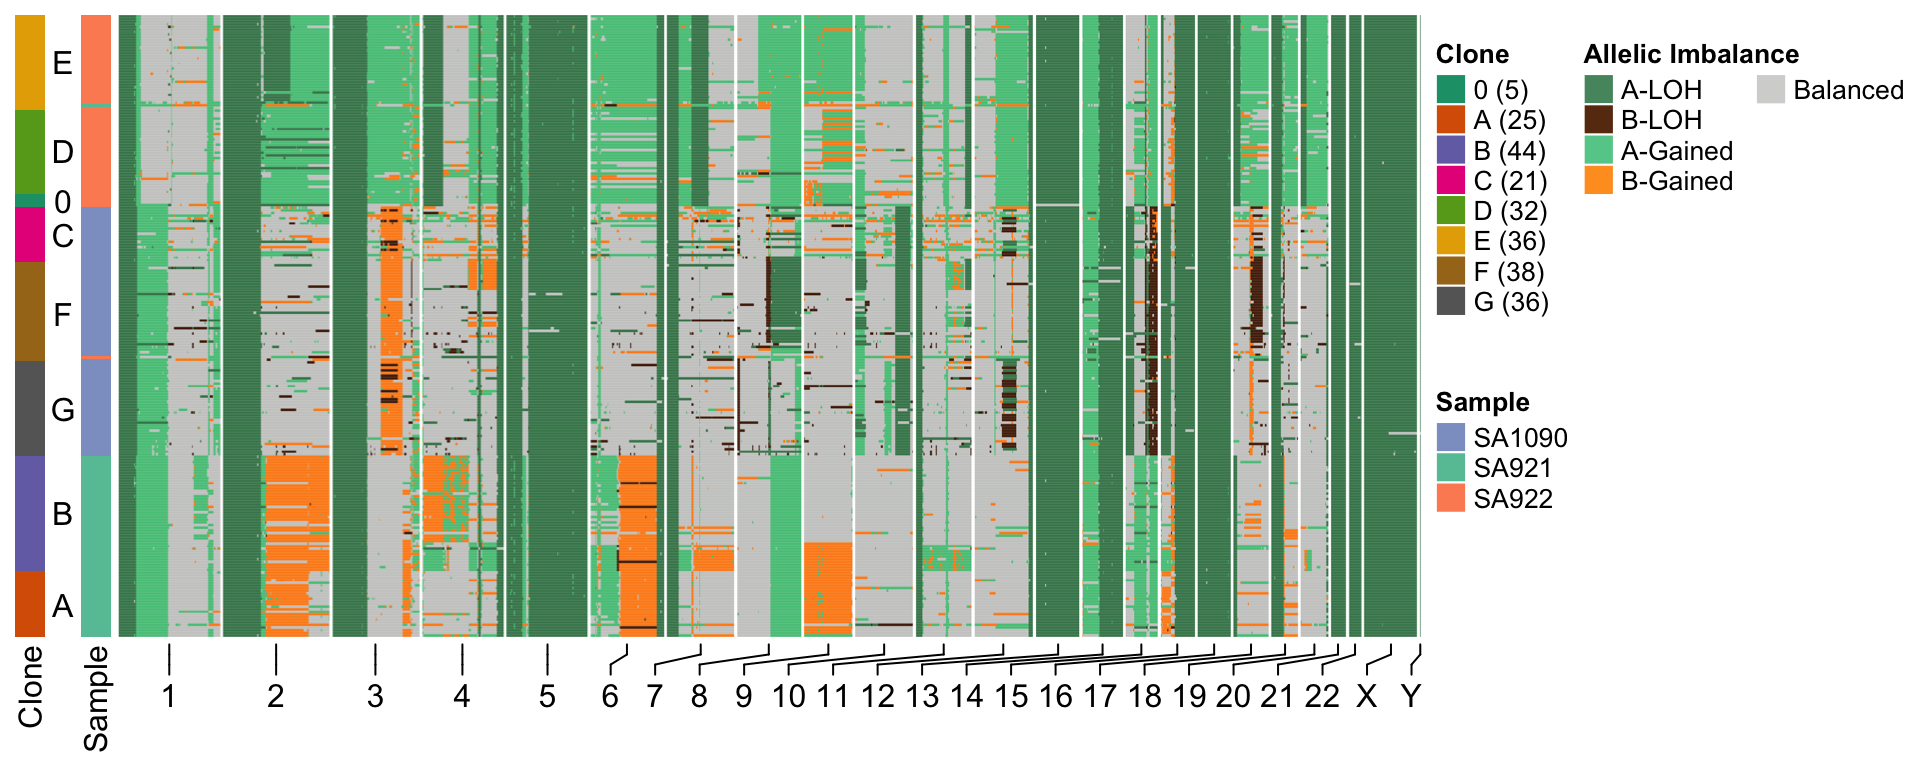 E
D
0
C
F
G
B
A
Clone
Sample
1 2 3 4 5 6 7 8 9 10 11 12 13 14 15 16 17 18 19 20 21 22 X Y
Clone
0 (5)
A (25)
B (44)
C (21)
D (32)
E (36)
F (38)
G (36)
Allelic Imbalance
A-LOH
B-LOH
A-Gained
B-Gained
Balanced
Sample
SA1090
SA921
SA922